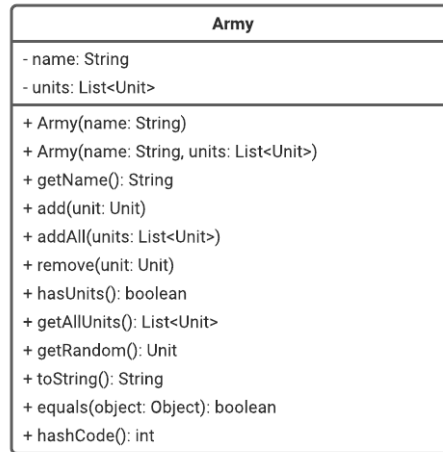 Army
- name: String
- units: List<Unit>
+ Army(name: String)
+ Army(name: String, units: List<Unit>)
+ getName(): String
+ add(unit: Unit)
+ addAll(units: List<Unit>)
+ remove(unit: Unit)
+ hasUnits(): boolean
+ getAllUnits(): List<Unit>
+ getRandom(): Unit
+ toString(): String
+ equals(object: Object): boolean
+ hashCode(): int